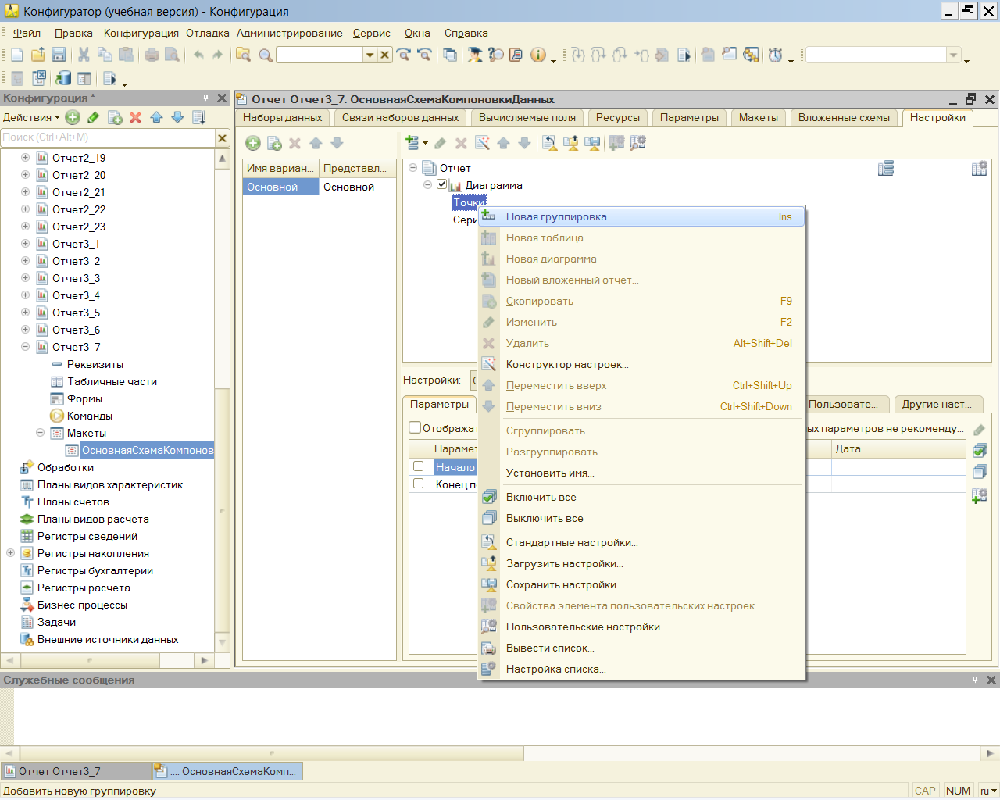 Конфигуратор (учебная версия) - Конфигурация
Файл Правка Конфигурация Отладка Администрирование Сервис Окна Справка
Конфигурация *
Действия
Поиск (Ctrl+Alt+M)
Отчет2_19
Отчет2_20
Отчет2_21
Отчет2_22
Отчет2_23
Отчет3_1
Отчет3_2
Отчет3_3
Отчет3_4
Отчет3_5
Отчет3_6
Отчет3_7
Реквизиты
Табличные части
Формы
Команды
Макеты
ОсновнаяСхемаКомпонов
Обработки
Планы видов характеристик
Планы счетов
Планы видов расчета
Регистры сведений
Регистры накопления
Регистры бухгалтерии
Регистры расчета
Бизнес-процессы
Задачи
Внешние источники данных
Отчет Отчет3_7: ОсновнаяСхемаКомпоновкиДанных
Наборы данных Связи наборов данных Вычисляемые поля Ресурсы Параметры Макеты Вложенные схемы Настройки
Имя вариан... Представл...
Основной Основной
Отчет
Диаграмма
Точки
Сери
Настройки:
Параметры Пользовате... Другие наст...
Отображат ых параметров не рекоменду...
Парамет Дата
Начало
Конец п
Новая группировка... Ins
Новая таблица
Новая диаграмма
Новый вложенный отчет...
Скопировать F9
Изменить F2
Удалить Alt+Shift+Del
Конструктор настроек...
Переместить вверх Ctrl+Shift+Up
Переместить вниз Ctrl+Shift+Down
Сгруппировать...
Разгруппировать
Установить имя...
Включить все
Выключить все
Стандартные настройки...
Загрузить настройки...
Сохранить настройки...
Свойства элемента пользовательских настроек
Пользовательские настройки
Вывести список...
Настройка списка...
Служебные сообщения
Отчет Отчет3_7 ...: ОсновнаяСхемаКомп...
Добавить новую группировку CAP NUM ru